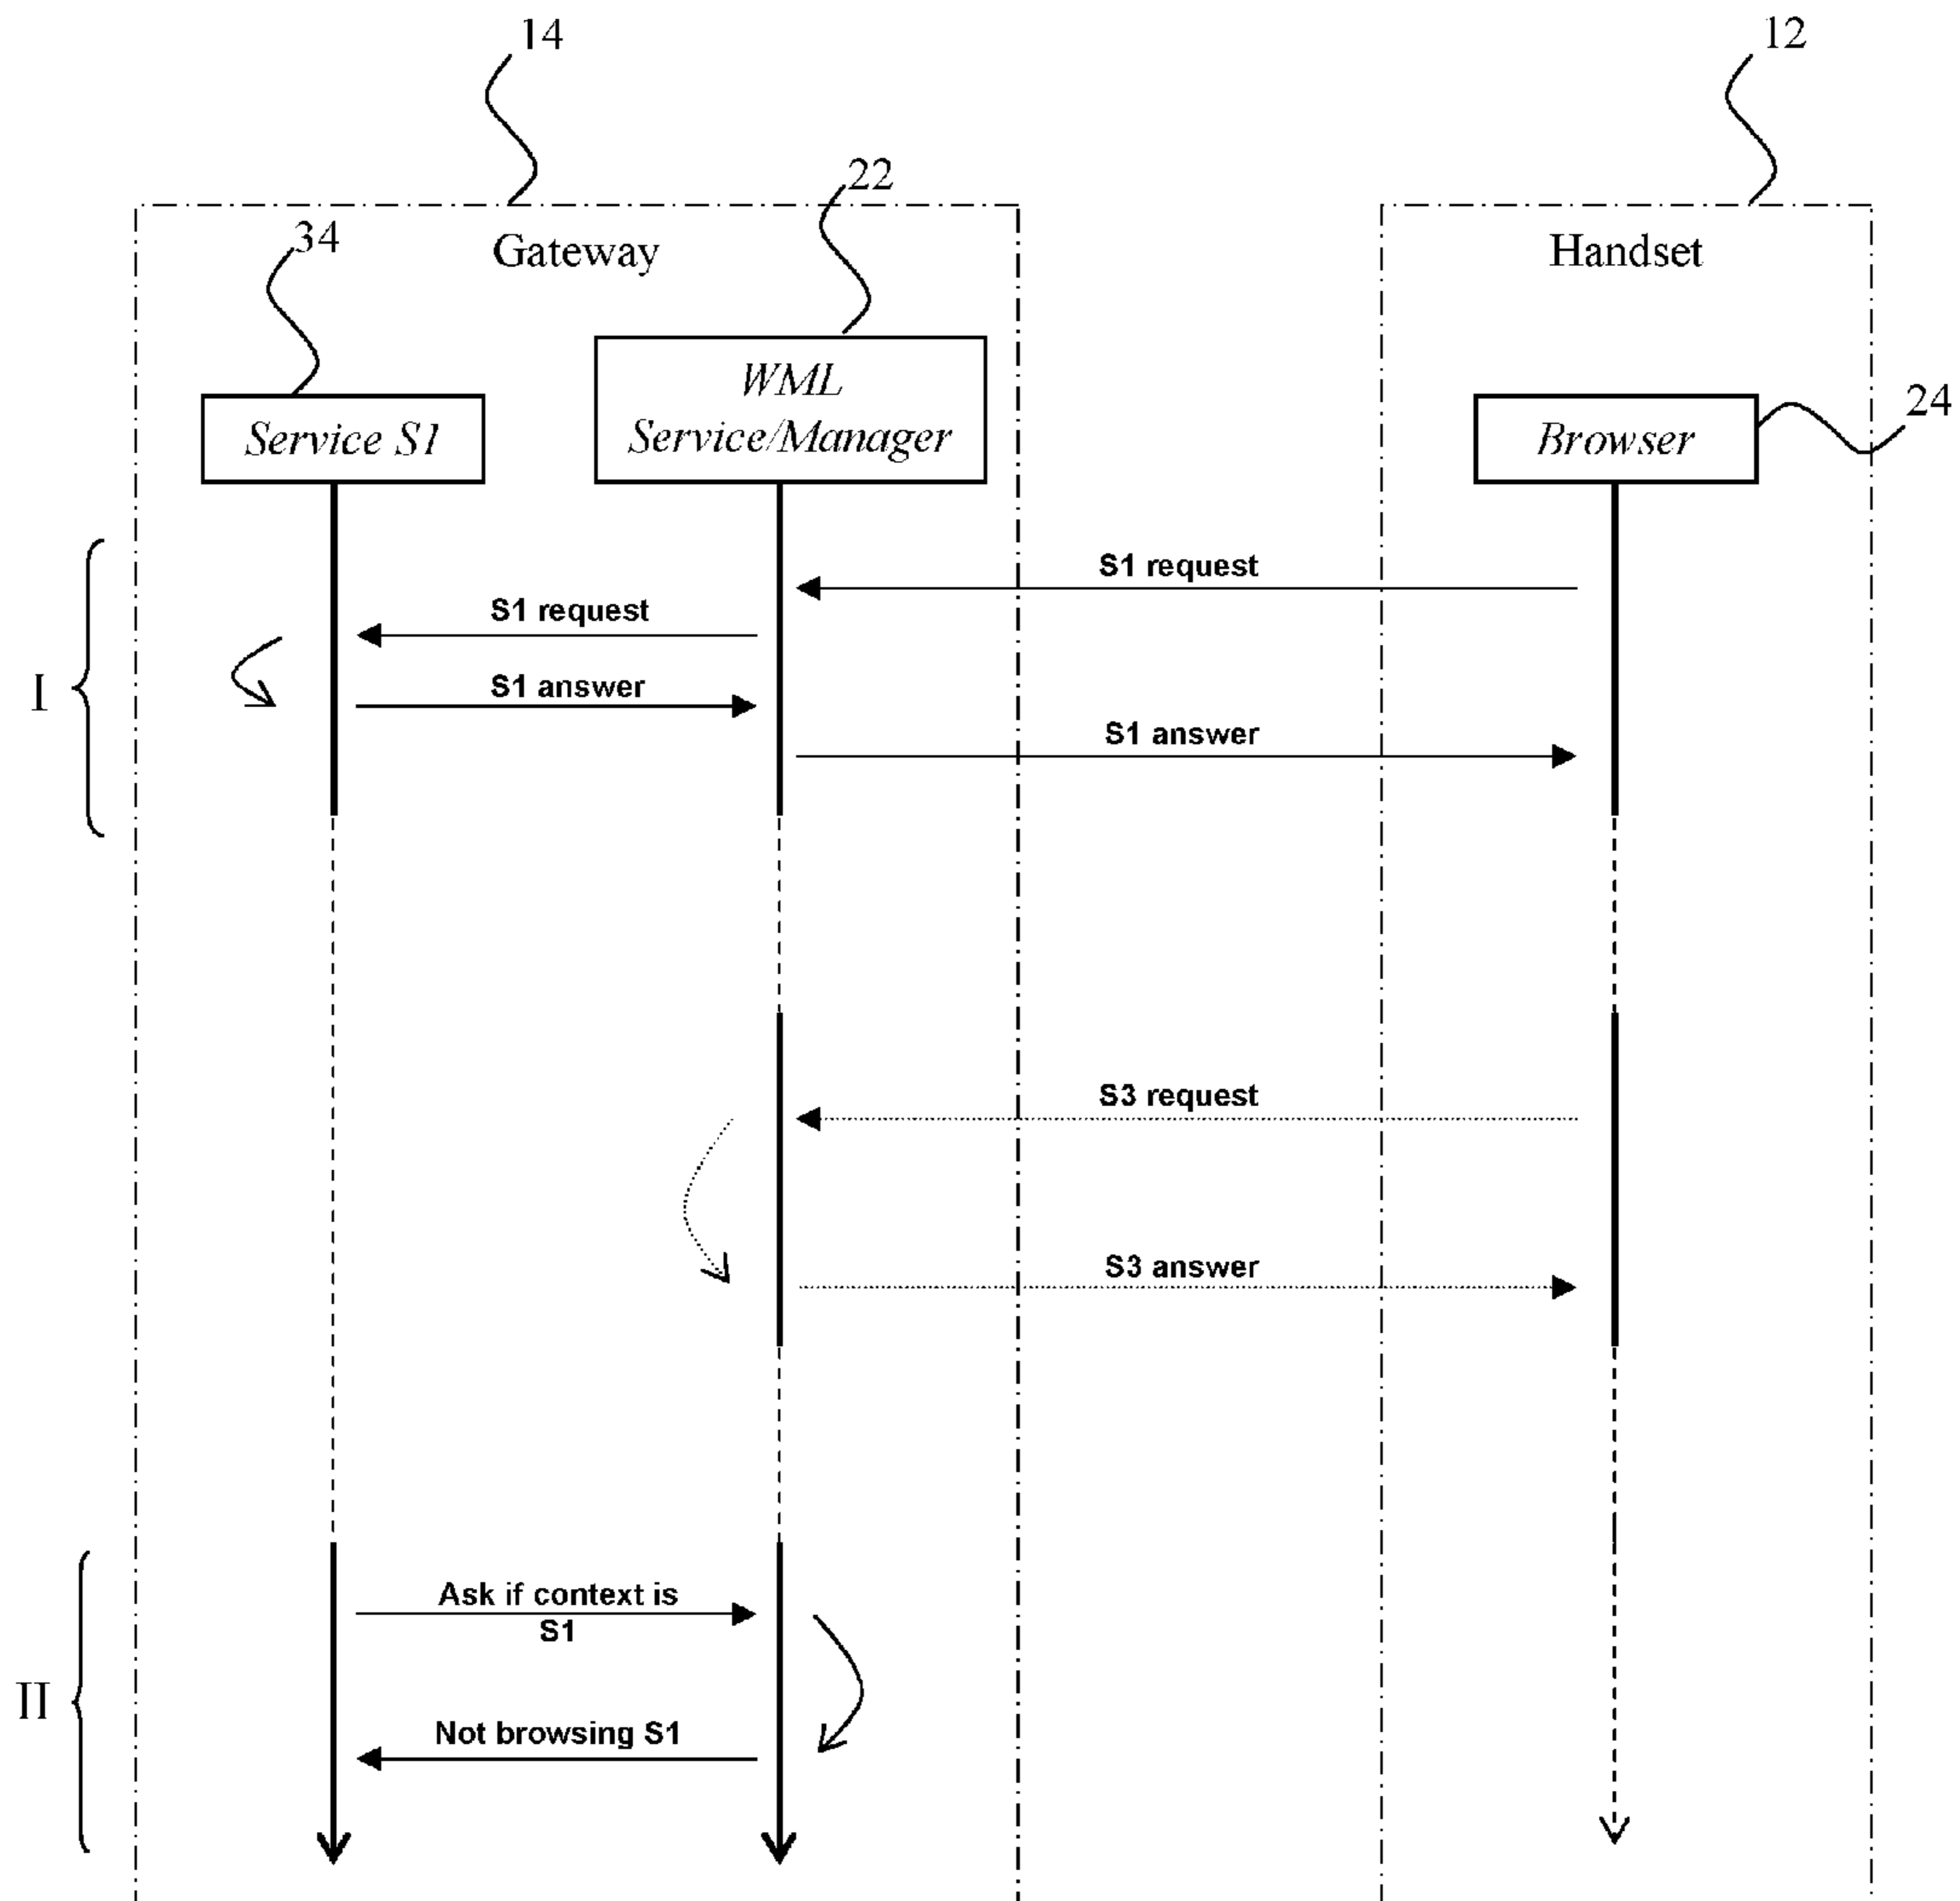 14
12
22
34
Gateway
Handset
WML
Service/Manager
Service S1
Browser
24
S1 request
S1 request
I
S1 answer
S1 answer
S3 request
S3 answer
Ask if context is
S1
II
Not browsing S1